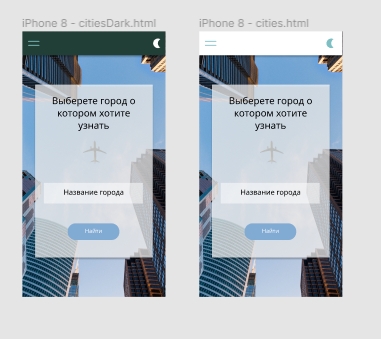 iPhone 8 - citiesDark.html
iPhone 8 - cities.html
Выберете город о
котором хотите
узнать
Название города
Найти
Выберете город о
котором хотите
узнать
Название города
Найти